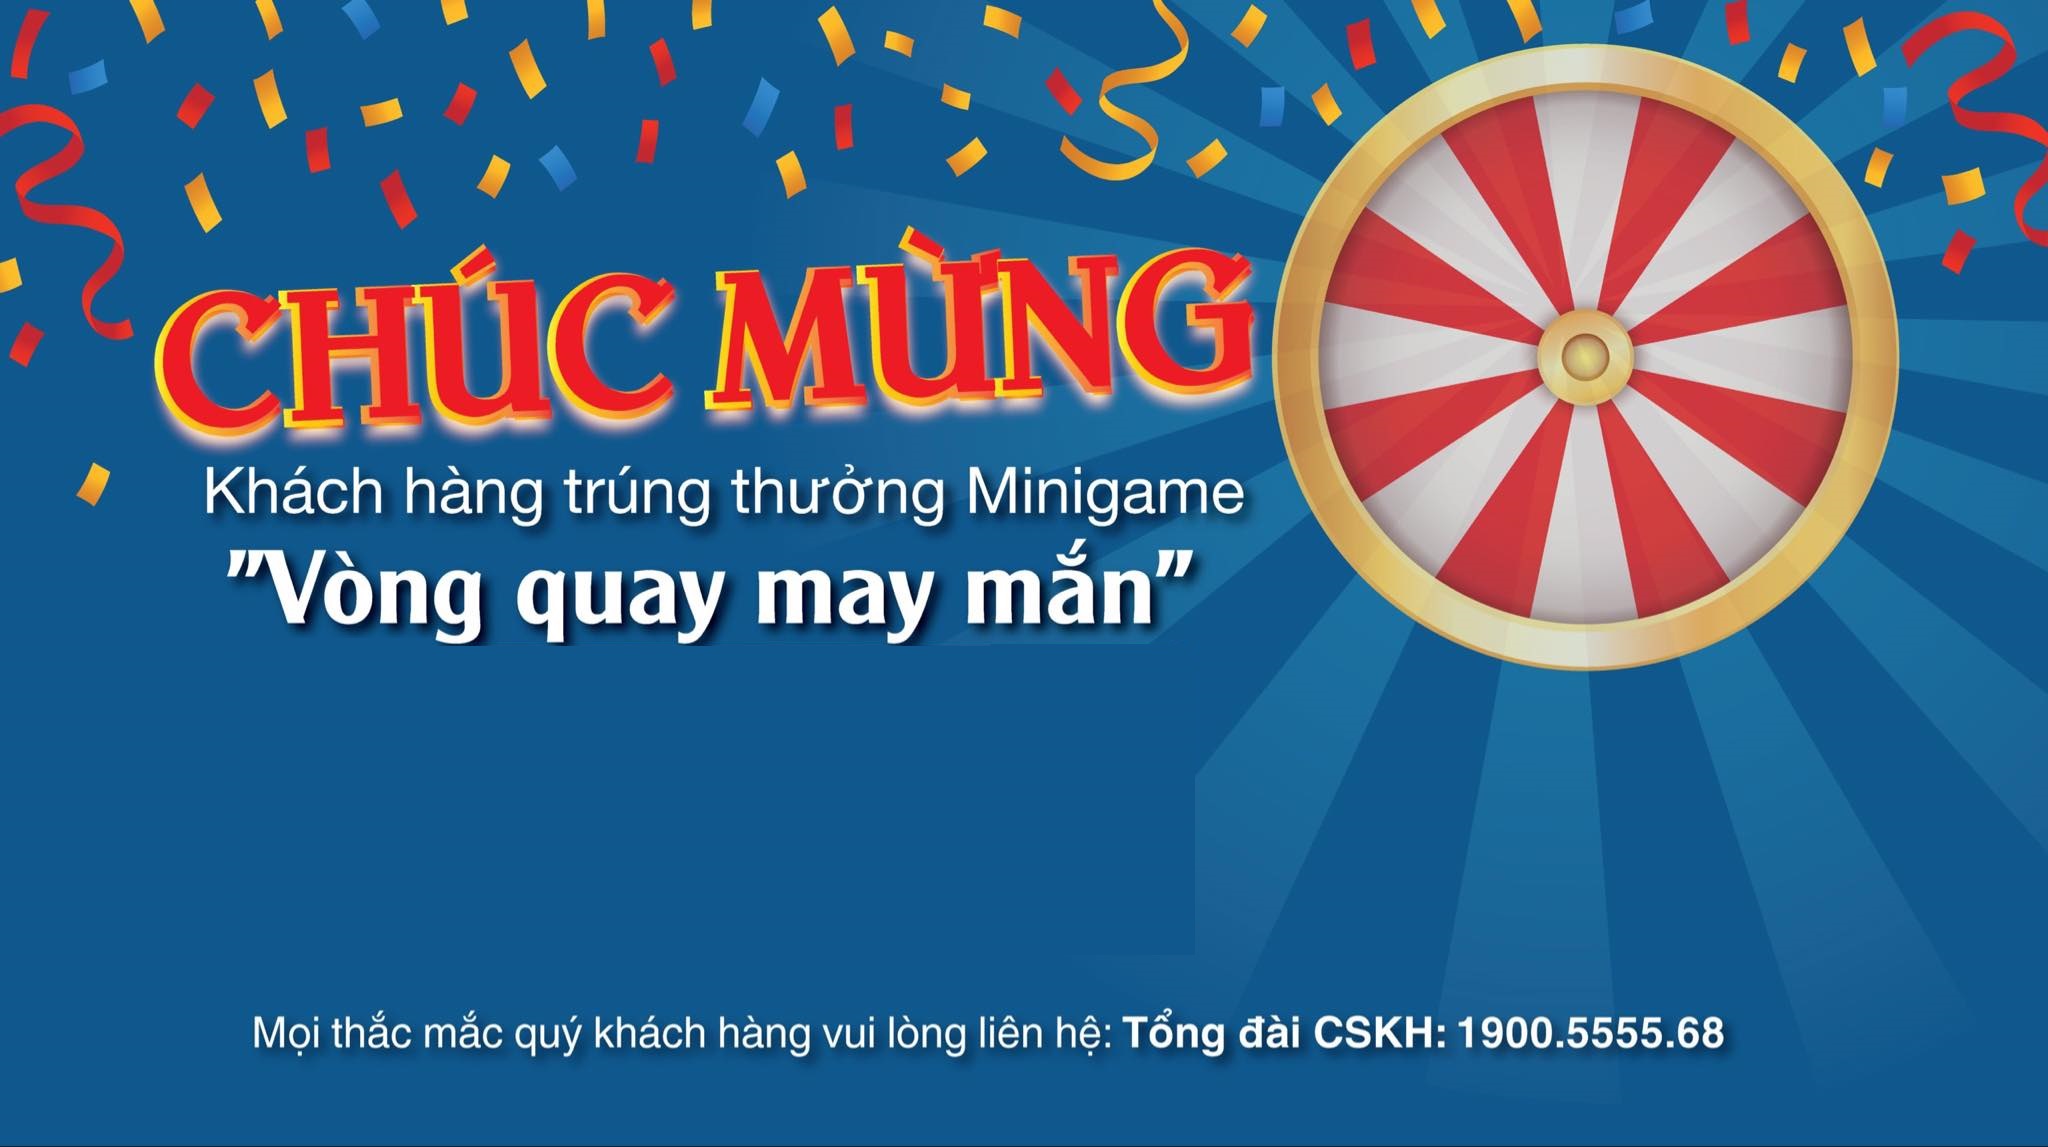 CHÚC MỪNG
Khách hàng trúng thưởng Minigame
"Vòng quay may mắn"
Mọi thắc mắc quý khách hàng vui lòng liên hệ: Tổng đài CSKH: 1900.5555.68